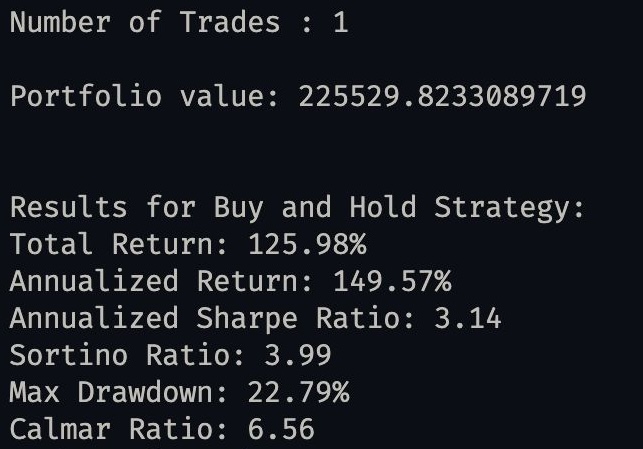 Number of Trades : 1
Portfolio value: 225529.8233089719
Results for Buy and Hold Strategy:
Total Return: 125.98%
Annualized Return: 149.57%
Annualized Sharpe Ratio: 3.14
Sortino Ratio: 3.99
Max Drawdown: 22.79%
Calmar Ratio: 6.56